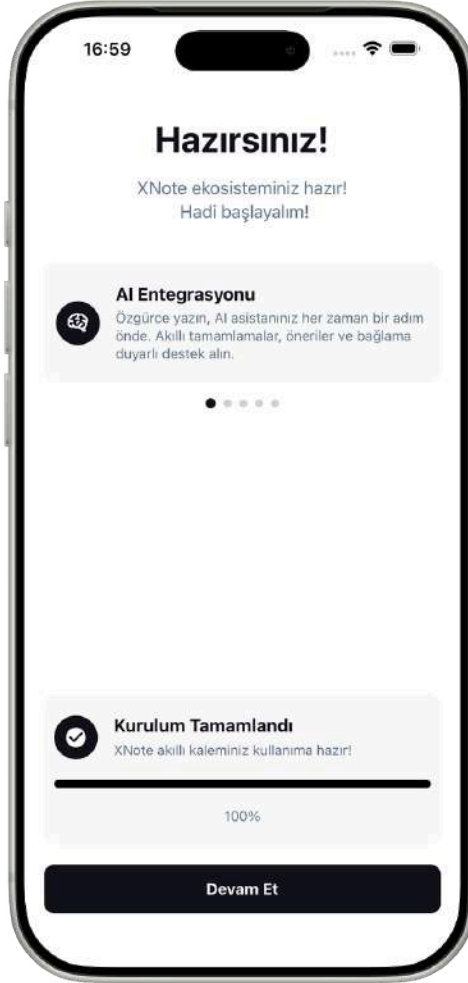 16:59
Hazırsınız!
XNote ekosisteminiz hazır!
Hadi başlayalım!
AI Entegrasyonu
Özgürce yazın, AI asistanınız her zaman bir adım
önde. Akıllı tamamlamalar, öneriler ve bağlama
duyarlı destek alın.
Kurulum Tamamlandı
XNote akıllı kaleminiz kullanıma hazır!
100%
Devam Et